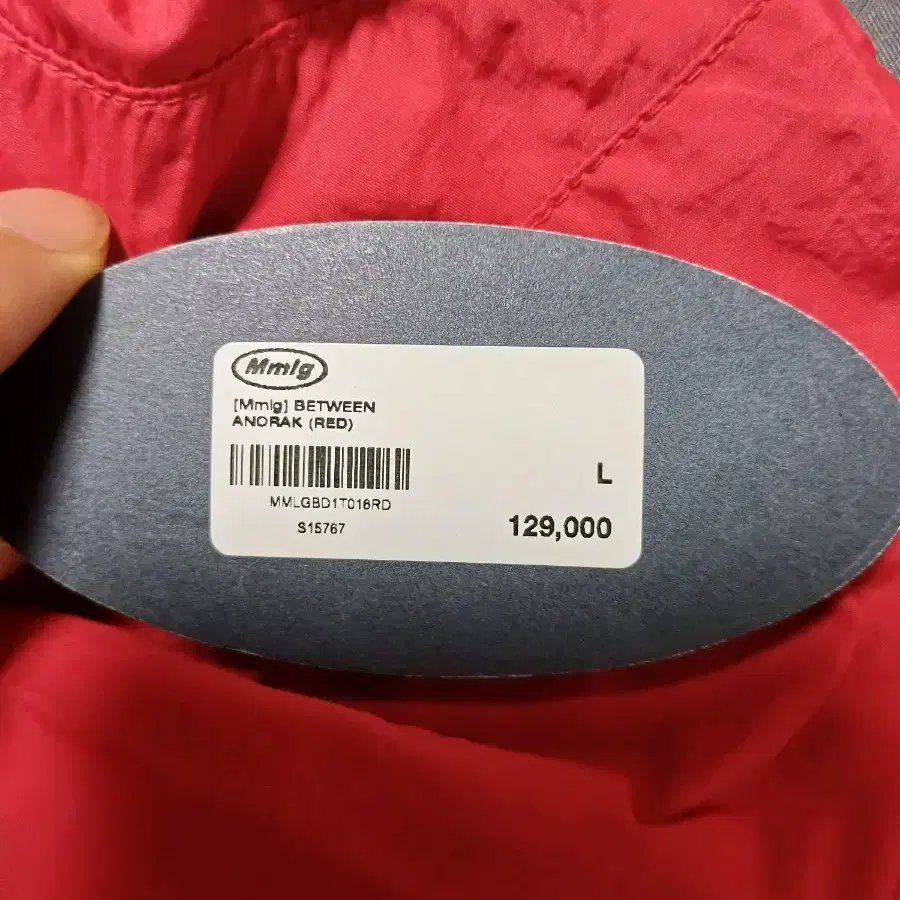 Mmlg
[Mmlg] BETWEEN
ANORAK (RED)
MMLGBD1T016RD
S15767
L
129,000